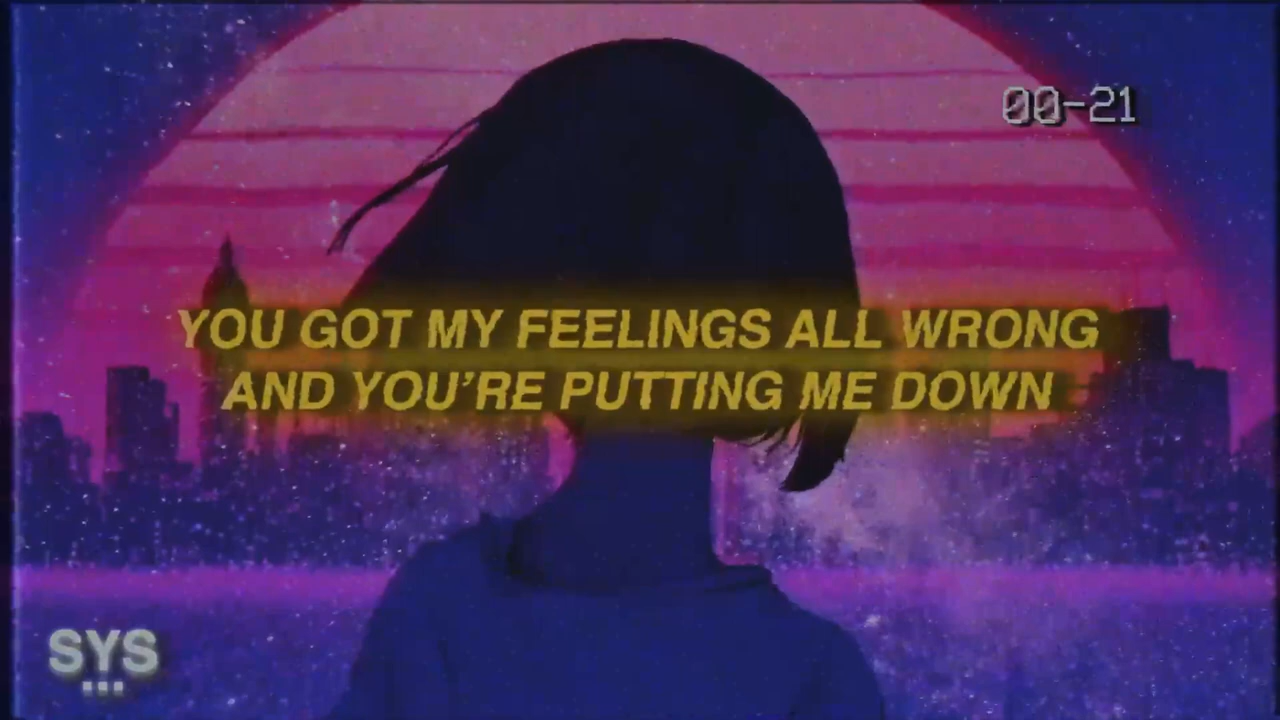 00-21
YOU GOT MY FEELINGS ALL WRONG
AND YOU’RE PUTTING ME DOWN
SYS